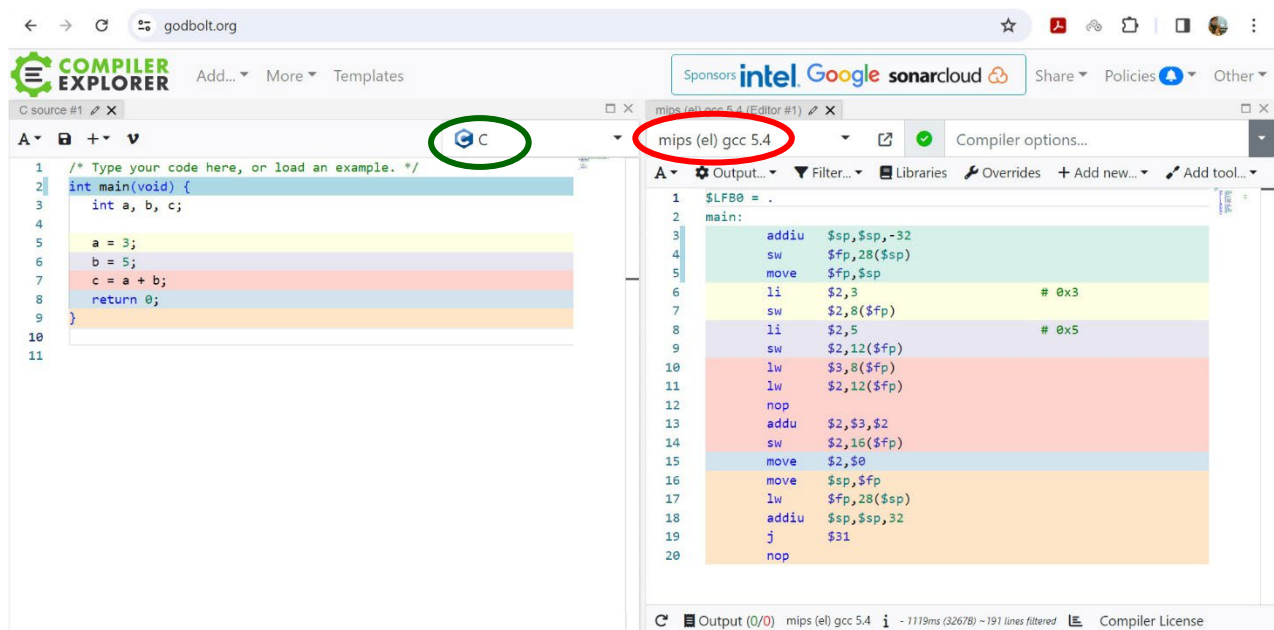 godbolt.org
COMPILER
EXPLORER
Add... More Templates
Sponsors intel. Google sonarcloud
Share Policies Other
C source #1
A + v
C
1 /* Type your code here, or load an example. */
2 int main(void) {
3 int a, b, c;
4
5 a = 3;
6 b = 5;
7 c = a + b;
8 return 0;
9 }
10
11
mips (el) gcc 5.4 (Editor #1)
mips (el) gcc 5.4
Compiler options...
A Output... Filter... Libraries Overrides + Add new... Add tool...
1 $LFB0 = .
2 main:
3 addiu $sp,$sp,-32
4 sw $fp,28($sp)
5 move $fp,$sp
6 li $2,3 # 0x3
7 sw $2,8($fp)
8 li $2,5 # 0x5
9 sw $2,12($fp)
10 lw $3,8($fp)
11 lw $2,12($fp)
12 nop
13 addu $2,$3,$2
14 sw $2,16($fp)
15 move $2,$0
16 move $sp,$fp
17 lw $fp,28($sp)
18 addiu $sp,$sp,32
19 j $31
20 nop
C Output (0/0) mips (el) gcc 5.4 i - 1119ms (3267B) ~ 191 lines filtered Compiler License